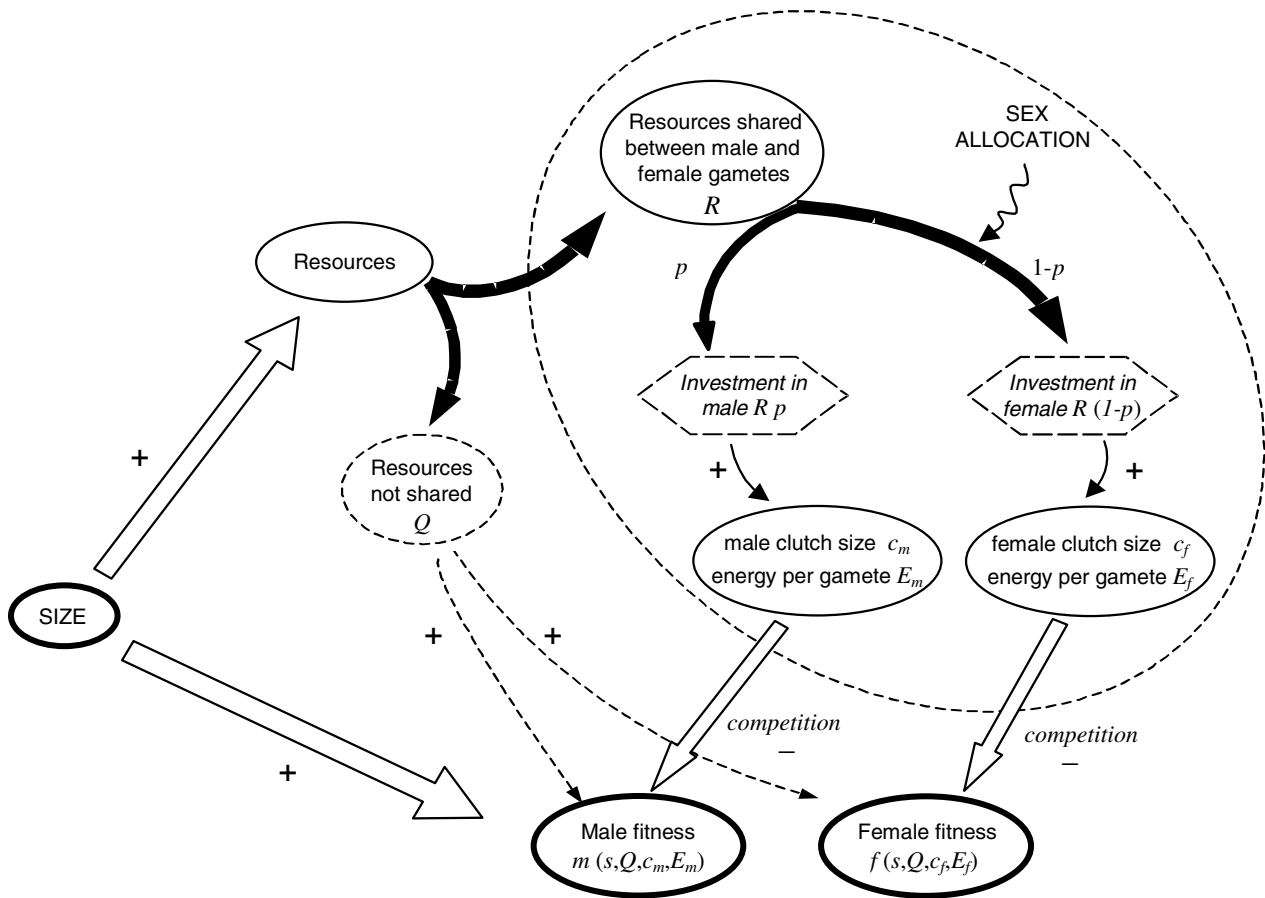 Resources shared
between male and
female gametes
R
SEX
ALLOCATION
Resources
p
1-p
Investment in
male R p
Investment in
female R (1-p)
+
Resources
not shared
Q
+
+
male clutch size c_m
energy per gamete E_m
female clutch size c_f
energy per gamete E_f
SIZE
+
+
competition
–
competition
–
+
Male fitness
m (s,Q,c_m,E_m)
Female fitness
f (s,Q,c_f,E_f)